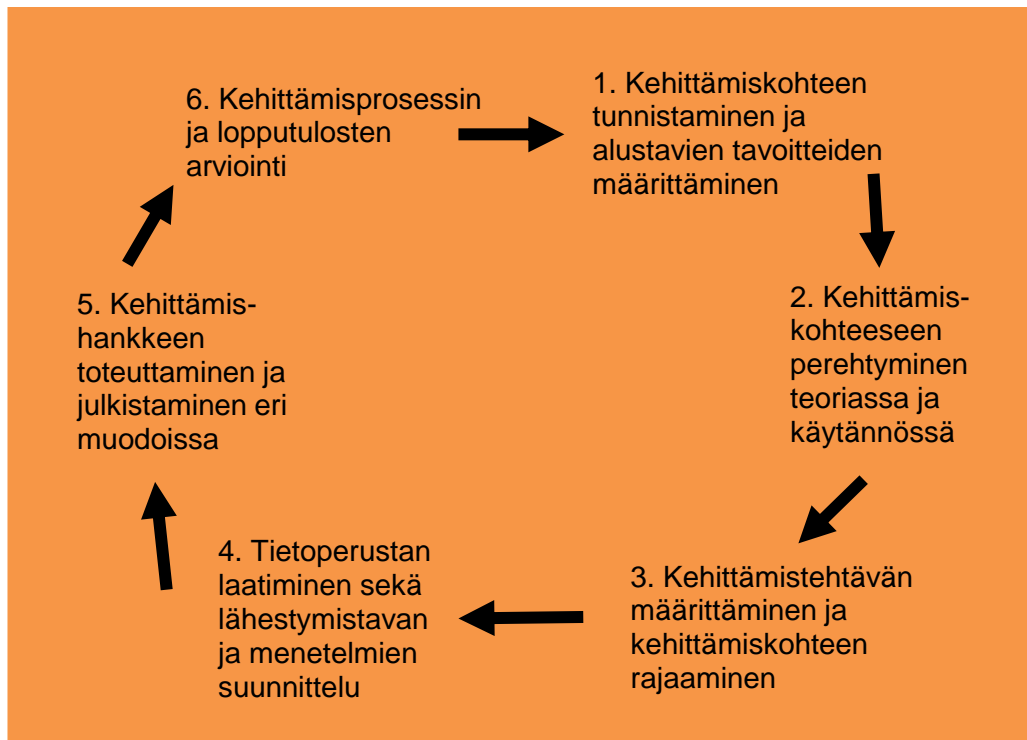 1. Kehittämiskohteen
tunnistaminen ja
alustavien tavoitteiden
määrittäminen
2. Kehittämis-
kohteeseen
perehtyminen
teoriassa ja
käytännössä
3. Kehittämistehtävän
määrittäminen ja
kehittämiskohteen
rajaaminen
4. Tietoperustan
laatiminen sekä
lähestymistavan
ja menetelmien
suunnittelu
5. Kehittämis-
hankkeen
toteuttaminen ja
julkistaminen eri
muodoissa
6. Kehittämisprosessin
ja lopputulosten
arviointi